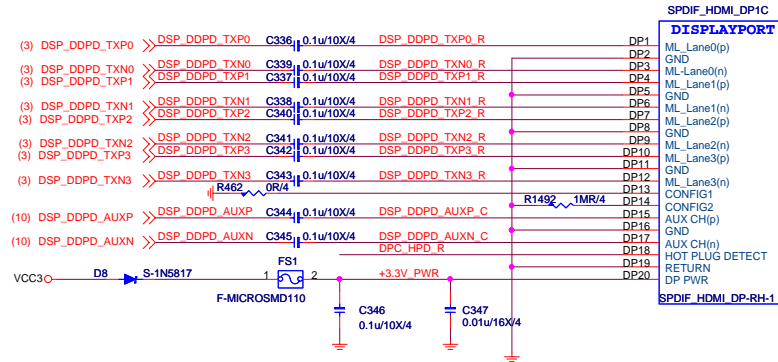 SPDIF_HDMI_DP1C
DISPLAYPORT
(3) DSP_DDPD_TXP0 DSP_DDPD_TXP0 C336 0.1u/10X/4 DSP_DDPD_TXP0_R DP1 ML_Lane0(p)
DP2 GND
(3) DSP_DDPD_TXN0 DSP_DDPD_TXN0 C339 0.1u/10X/4 DSP_DDPD_TXN0_R DP3 ML-Lane0(n)
(3) DSP_DDPD_TXP1 DSP_DDPD_TXP1 C337 0.1u/10X/4 DSP_DDPD_TXP1_R DP4 ML_Lane1(p)
DP5 GND
(3) DSP_DDPD_TXN1 DSP_DDPD_TXN1 C338 0.1u/10X/4 DSP_DDPD_TXN1_R DP6 ML_Lane1(n)
(3) DSP_DDPD_TXP2 DSP_DDPD_TXP2 C340 0.1u/10X/4 DSP_DDPD_TXP2_R DP7 ML_Lane2(p)
DP8 GND
(3) DSP_DDPD_TXN2 DSP_DDPD_TXN2 C341 0.1u/10X/4 DSP_DDPD_TXN2_R DP9 ML_Lane2(n)
(3) DSP_DDPD_TXP3 DSP_DDPD_TXP3 C342 0.1u/10X/4 DSP_DDPD_TXP3_R DP10 ML_Lane3(p)
DP11 GND
(3) DSP_DDPD_TXN3 DSP_DDPD_TXN3 C343 0.1u/10X/4 DSP_DDPD_TXN3_R DP12 ML_Lane3(n)
R462 0R/4 DP13 CONFIG1
R1492 1MR/4 DP14 CONFIG2
(10) DSP_DDPD_AUXP DSP_DDPD_AUXP C344 0.1u/10X/4 DSP_DDPD_AUXP_C DP15 AUX CH(p)
DP16 GND
(10) DSP_DDPD_AUXN DSP_DDPD_AUXN C345 0.1u/10X/4 DSP_DDPD_AUXN_C DP17 AUX CH(n)
DPC_HPD_R DP18 HOT PLUG DETECT
DP19 RETURN
VCC3 D8 S-1N5817 1 FS1 2 +3.3V_PWR DP20 DP PWR
F-MICROSMD110
SPDIF_HDMI_DP-RH-1
C346
0.1u/10X/4
C347
0.01u/16X/4